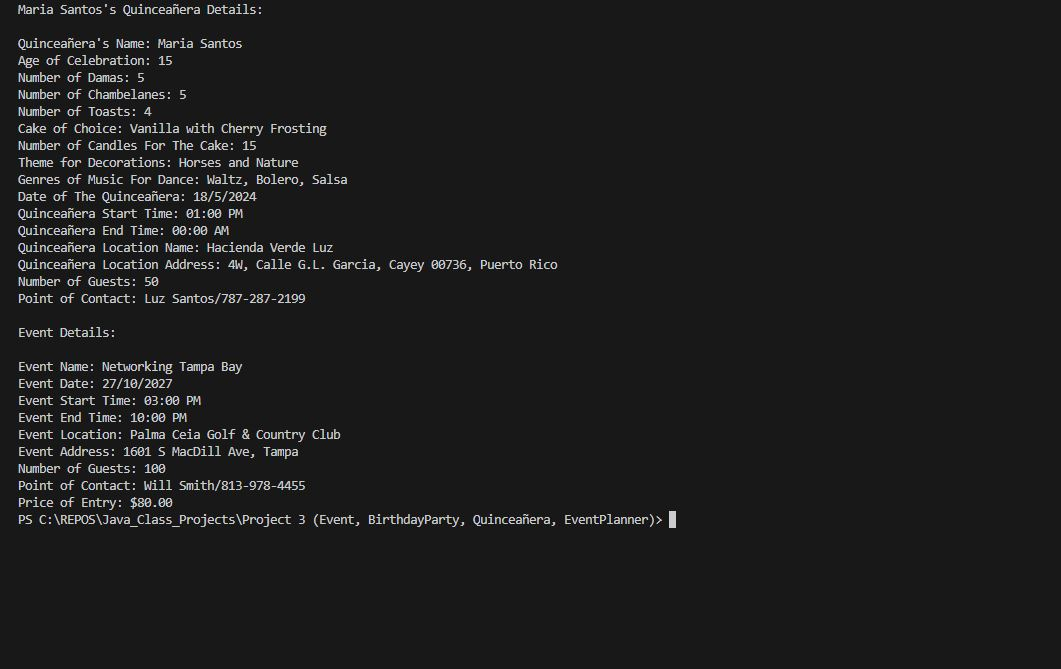 Maria Santos's Quinceañera Details:
Quinceañera's Name: Maria Santos
Age of Celebration: 15
Number of Damas: 5
Number of Chambelanes: 5
Number of Toasts: 4
Cake of Choice: Vanilla with Cherry Frosting
Number of Candles For The Cake: 15
Theme for Decorations: Horses and Nature
Genres of Music For Dance: Waltz, Bolero, Salsa
Date of The Quinceañera: 18/5/2024
Quinceañera Start Time: 01:00 PM
Quinceañera End Time: 00:00 AM
Quinceañera Location Name: Hacienda Verde Luz
Quinceañera Location Address: 4W, Calle G.L. Garcia, Cayey 00736, Puerto Rico
Number of Guests: 50
Point of Contact: Luz Santos/787-287-2199
Event Details:
Event Name: Networking Tampa Bay
Event Date: 27/10/2027
Event Start Time: 03:00 PM
Event End Time: 10:00 PM
Event Location: Palma Ceia Golf & Country Club
Event Address: 1601 S MacDill Ave, Tampa
Number of Guests: 100
Point of Contact: Will Smith/813-978-4455
Price of Entry: $80.00
PS C:\REPOS\Java_Class_Projects\Project 3 (Event, BirthdayParty, Quinceañera, EventPlanner)>